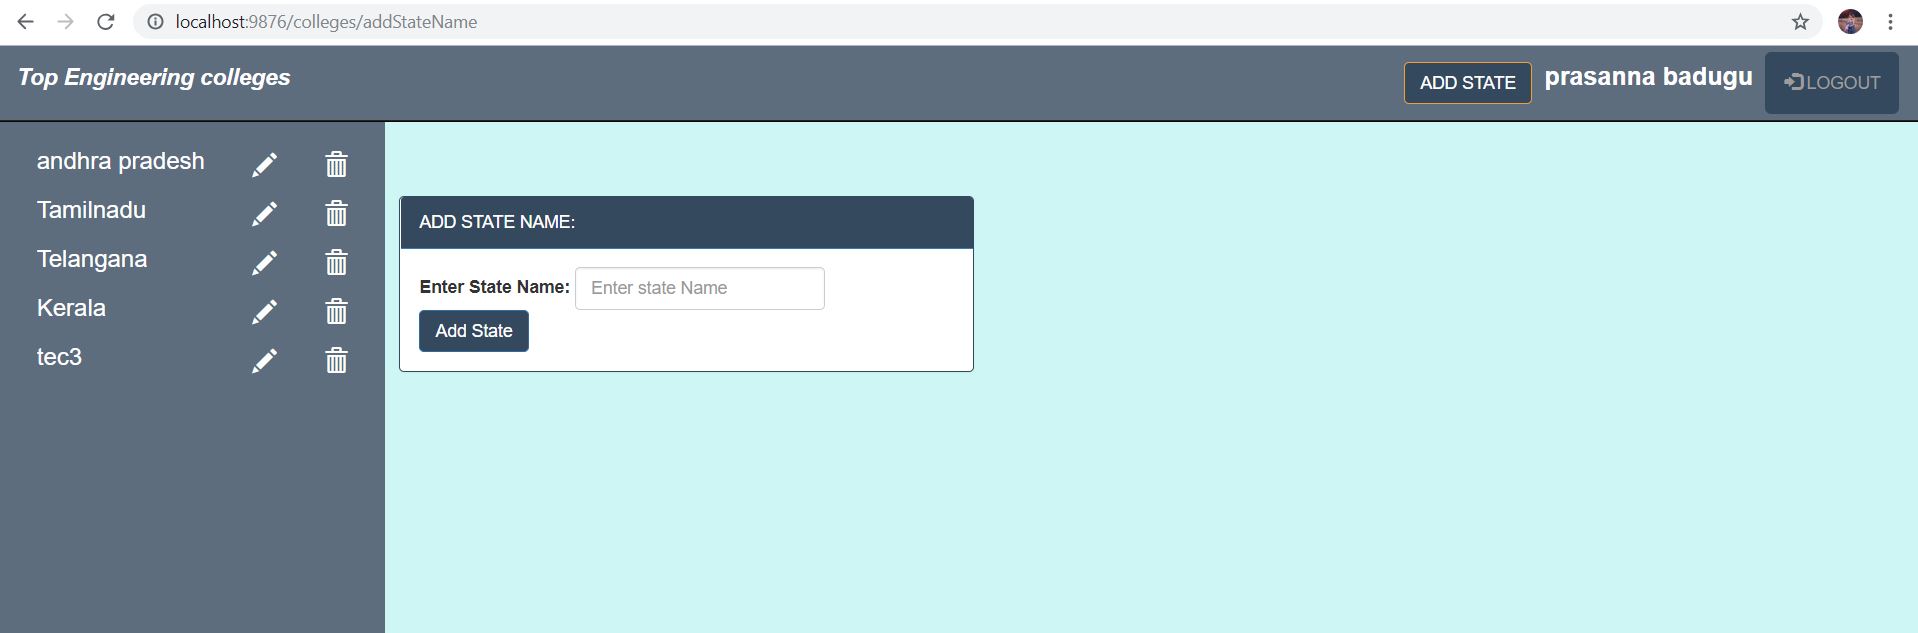 localhost:9876/colleges/addStateName
Top Engineering colleges
ADD STATE
prasanna badugu
LOGOUT
andhra pradesh
Tamilnadu
Telangana
Kerala
tec3
ADD STATE NAME:
Enter State Name: Enter state Name
Add State